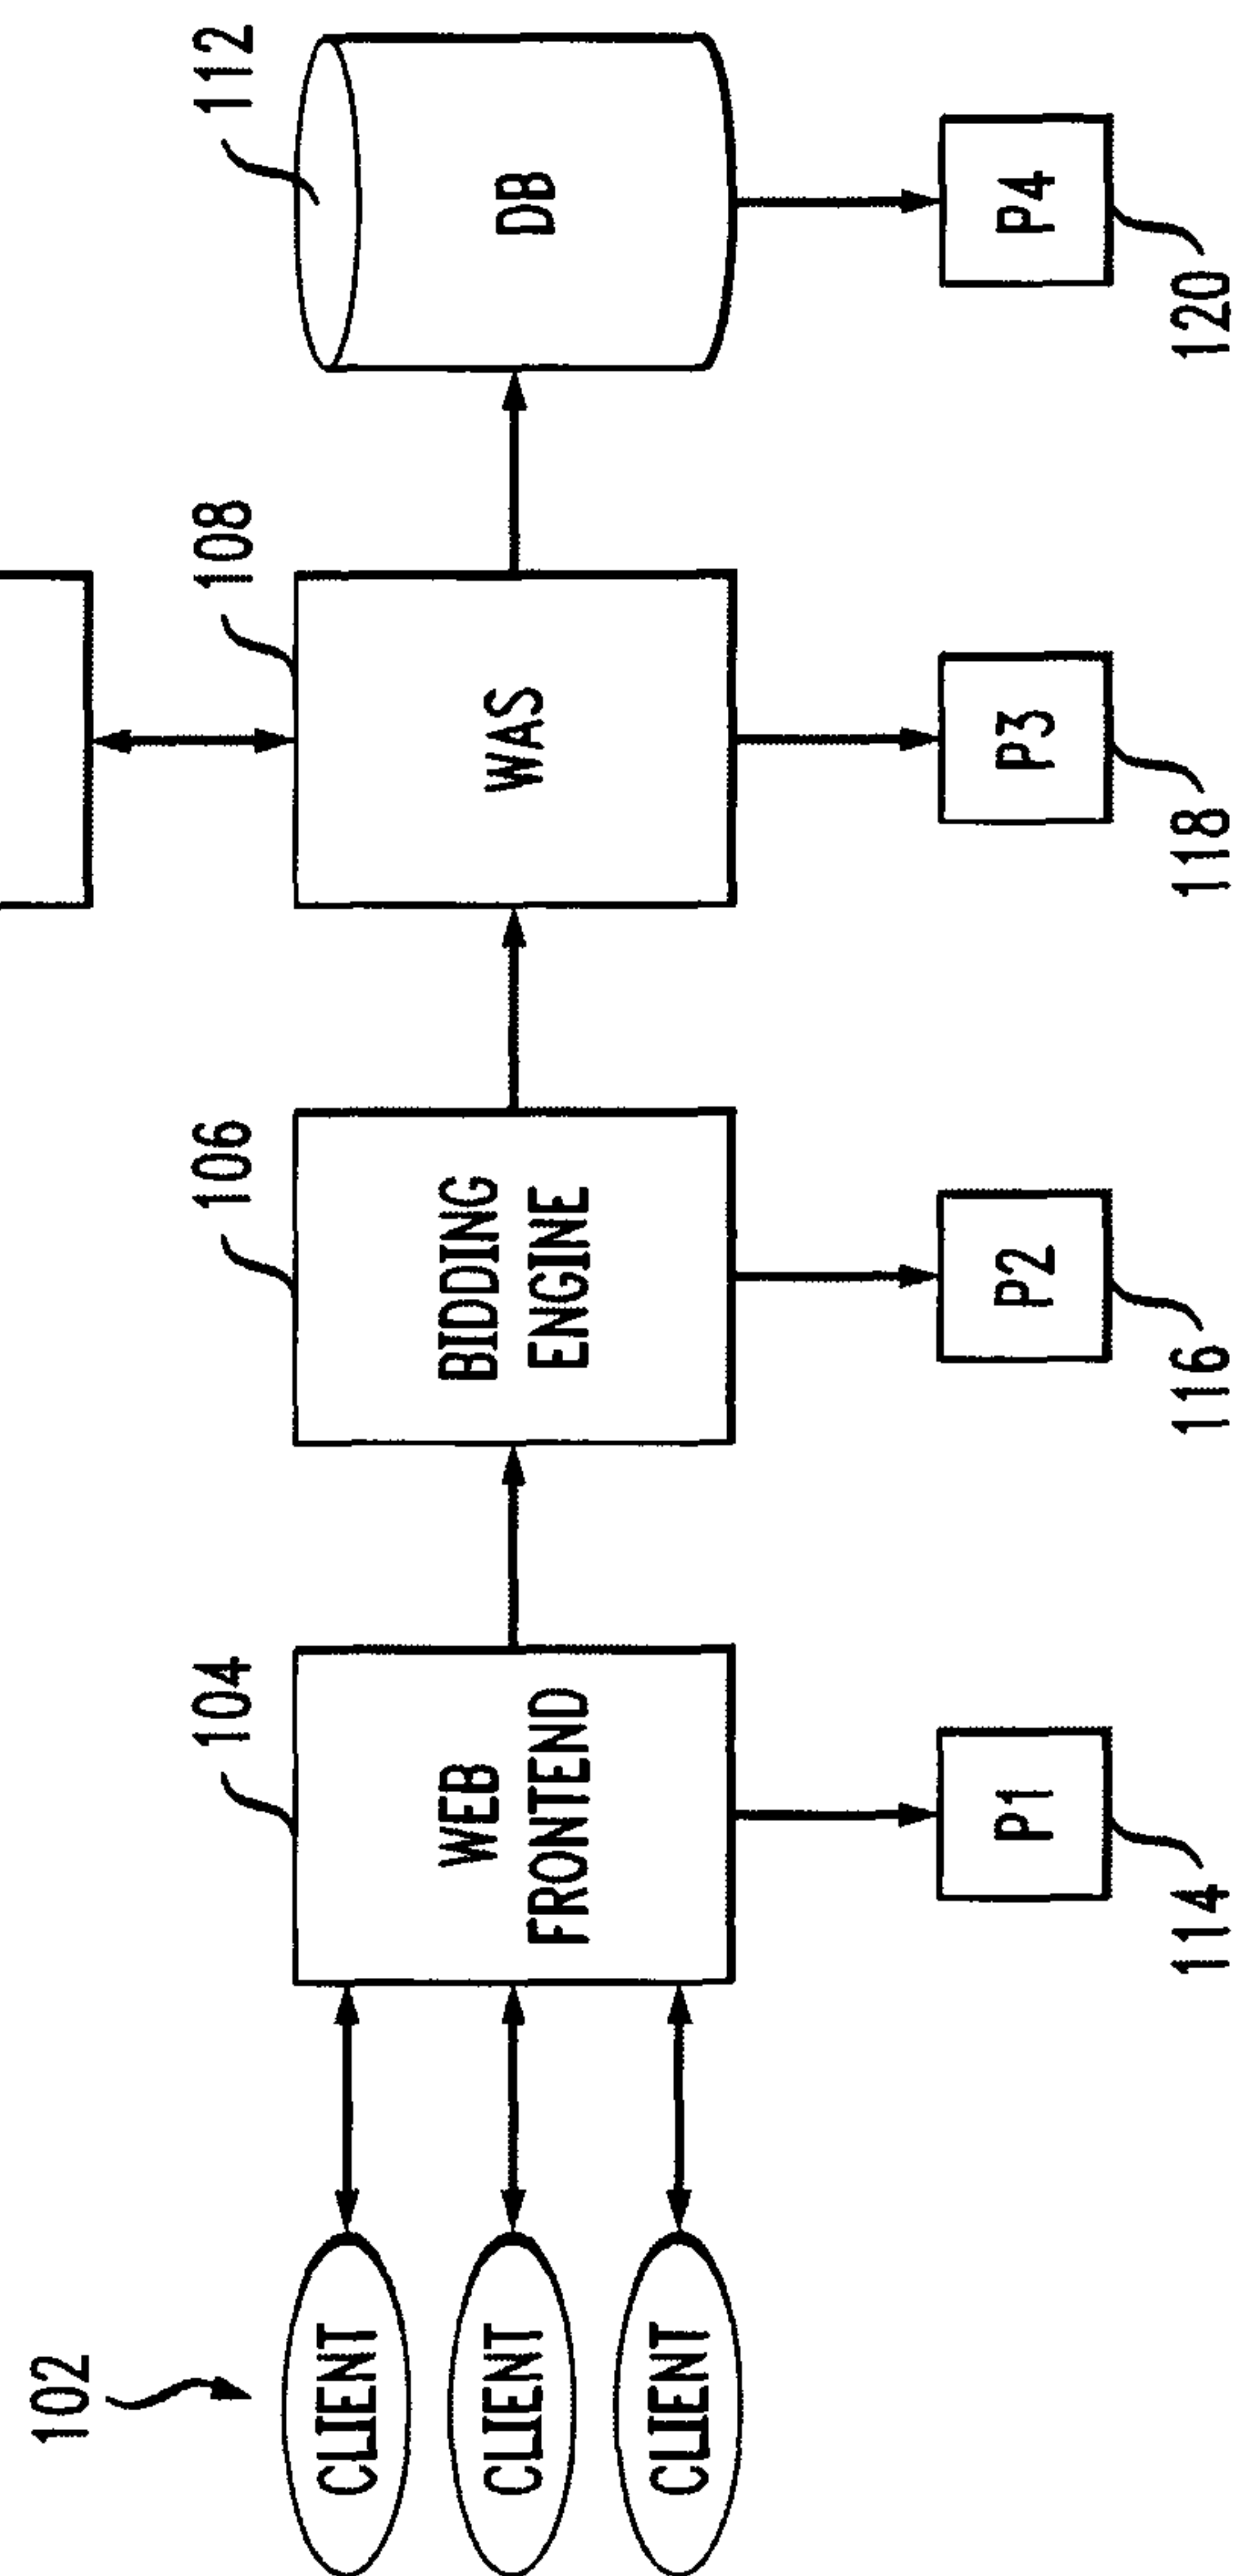 102
CLIENT
CLIENT
CLIENT
104
WEB
FRONTEND
P1
114
106
BIDDING
ENGINE
P2
116
108
WAS
P3
118
112
DB
P4
120